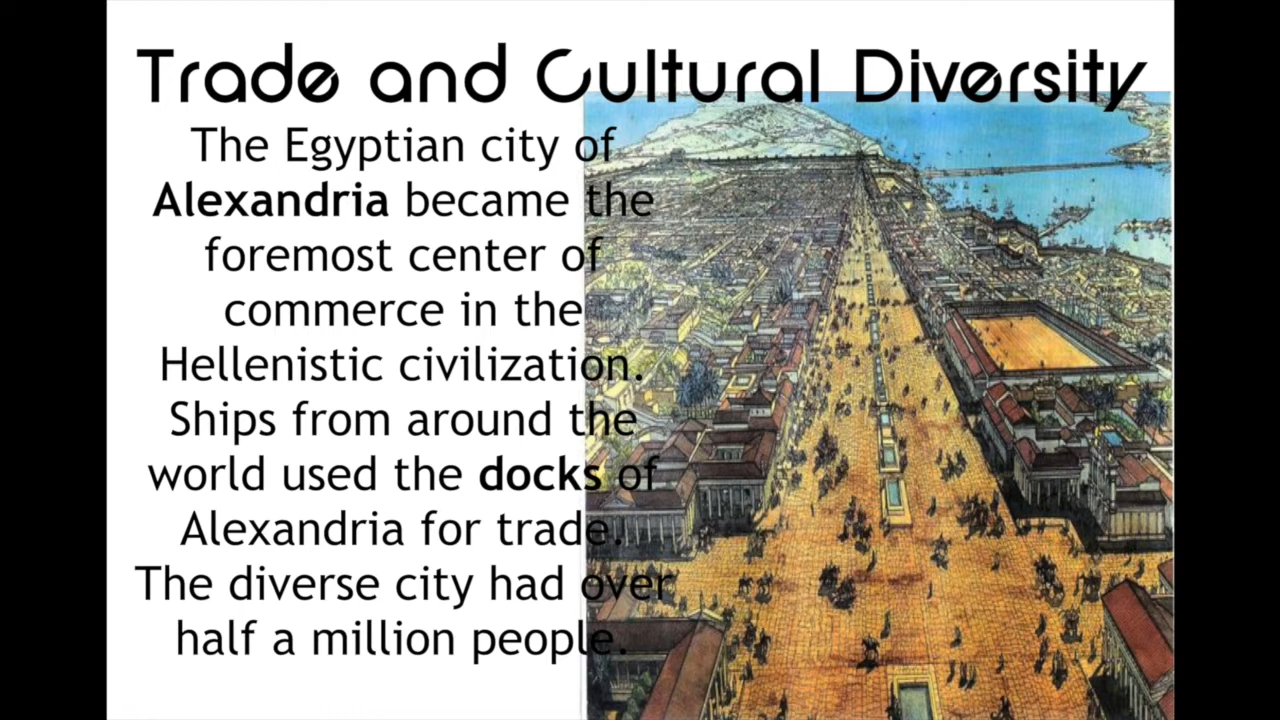 Trade and Cultural Diversity
The Egyptian city of
Alexandria became the
foremost center of
commerce in the
Hellenistic civilization.
Ships from around the
world used the docks of
Alexandria for trade.
The diverse city had over
half a million people.